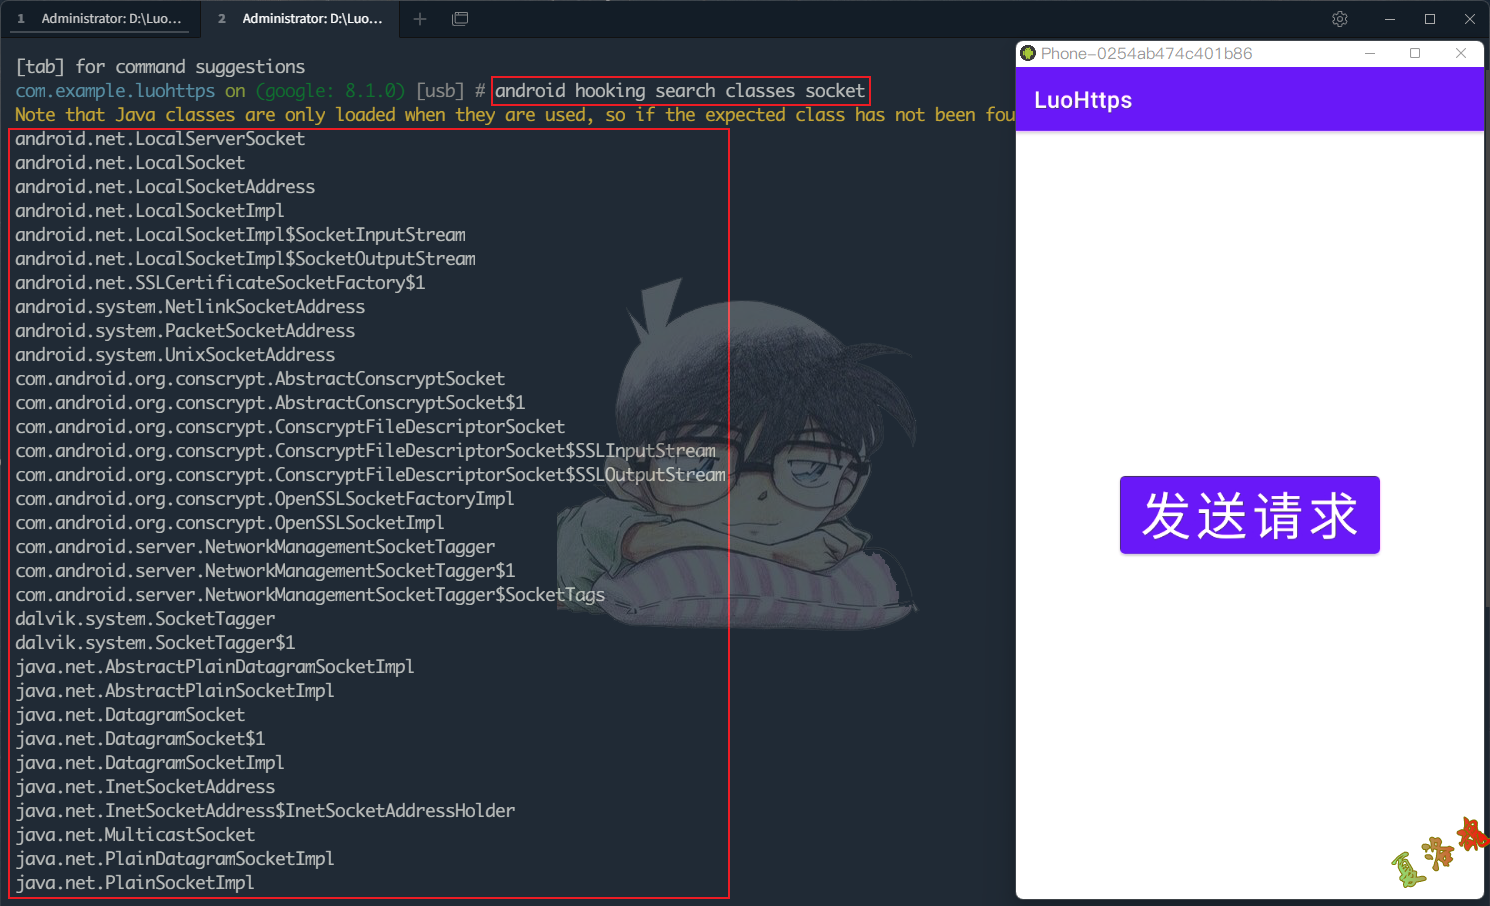 1 Administrator: D:\Luo...
2 Administrator: D:\Luo...
[tab] for command suggestions
com.example.luohttps on (google: 8.1.0) [usb] # android hooking search classes socket
Note that Java classes are only loaded when they are used, so if the expected class has not been fou
android.net.LocalServerSocket
android.net.LocalSocket
android.net.LocalSocketAddress
android.net.LocalSocketImpl
android.net.LocalSocketImpl$SocketInputStream
android.net.LocalSocketImpl$SocketOutputStream
android.net.SSLCertificateSocketFactory$1
android.system.NetlinkSocketAddress
android.system.PacketSocketAddress
android.system.UnixSocketAddress
com.android.org.conscrypt.AbstractConscryptSocket
com.android.org.conscrypt.AbstractConscryptSocket$1
com.android.org.conscrypt.ConscryptFileDescriptorSocket
com.android.org.conscrypt.ConscryptFileDescriptorSocket$SSLInputStream
com.android.org.conscrypt.ConscryptFileDescriptorSocket$SSLOutputStream
com.android.org.conscrypt.OpenSSLSocketFactoryImpl
com.android.org.conscrypt.OpenSSLSocketImpl
com.android.server.NetworkManagementSocketTagger
com.android.server.NetworkManagementSocketTagger$1
com.android.server.NetworkManagementSocketTagger$SocketTags
dalvik.system.SocketTagger
dalvik.system.SocketTagger$1
java.net.AbstractPlainDatagramSocketImpl
java.net.AbstractPlainSocketImpl
java.net.DatagramSocket
java.net.DatagramSocket$1
java.net.DatagramSocketImpl
java.net.InetSocketAddress
java.net.InetSocketAddress$InetSocketAddressHolder
java.net.MulticastSocket
java.net.PlainDatagramSocketImpl
java.net.PlainSocketImpl
Phone-0254ab474c401b86
LuoHttps
发送请求
夏洛魂